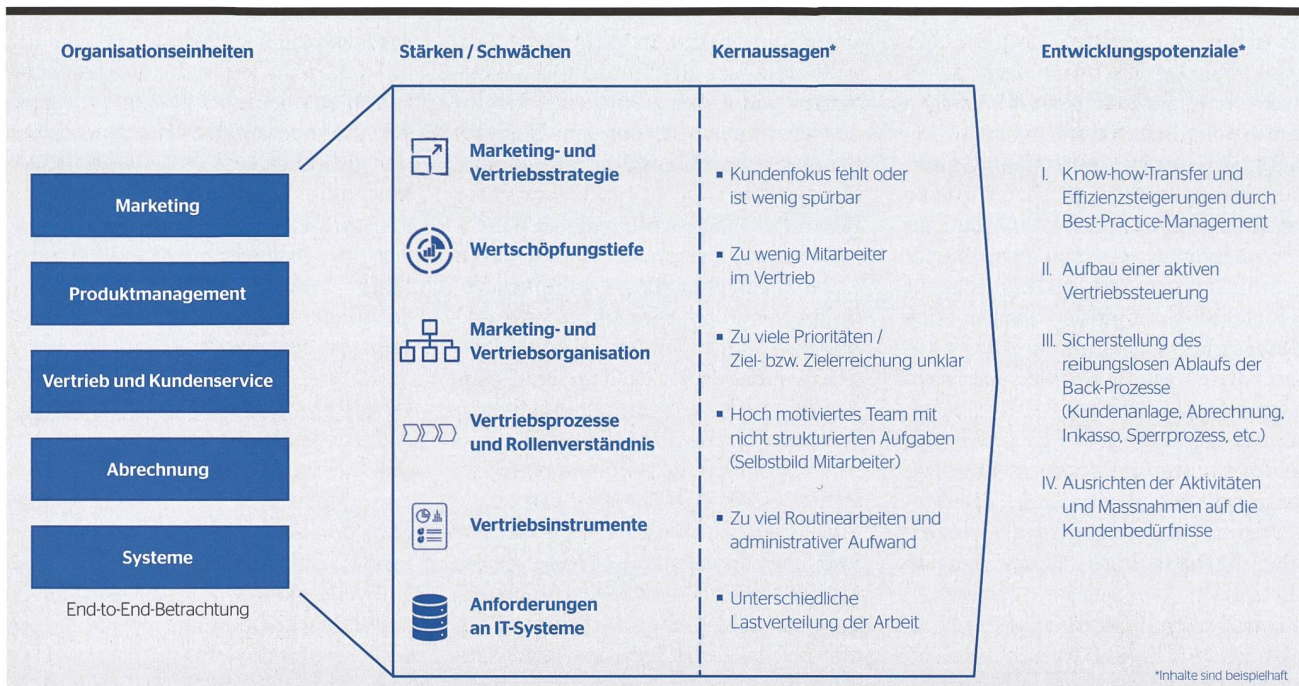 Organisationseinheiten
Marketing
Produktmanagement
Vertrieb und Kundenservice
Abrechnung
Systeme
End-to-End-Betrachtung
Stärken / Schwächen
Marketing- und
Vertriebsstrategie
Wertschöpfungstiefe
Marketing- und
Vertriebsorganisation
Vertriebsprozesse
und Rollenverständnis
Vertriebsinstrumente
Anforderungen
an IT-Systeme
Kernaussagen*
▪ Kundenfokus fehlt oder
ist wenig spürbar
▪ Zu wenig Mitarbeiter
im Vertrieb
▪ Zu viele Prioritäten /
Ziel- bzw. Zielerreichung unklar
▪ Hoch motiviertes Team mit
nicht strukturierten Aufgaben
(Selbstbild Mitarbeiter)
▪ Zu viel Routinearbeiten und
administrativer Aufwand
▪ Unterschiedliche
Lastverteilung der Arbeit
Entwicklungspotenziale*
I. Know-how-Transfer und
Effizienzsteigerungen durch
Best-Practice-Management
II. Aufbau einer aktiven
Vertriebssteuerung
III. Sicherstellung des
reibungslosen Ablaufs der
Back-Prozesse
(Kundenanlage, Abrechnung,
Inkasso, Sperrprozess, etc.)
IV. Ausrichten der Aktivitäten
und Massnahmen auf die
Kundenbedürfnisse
*Inhalte sind beispielhaft